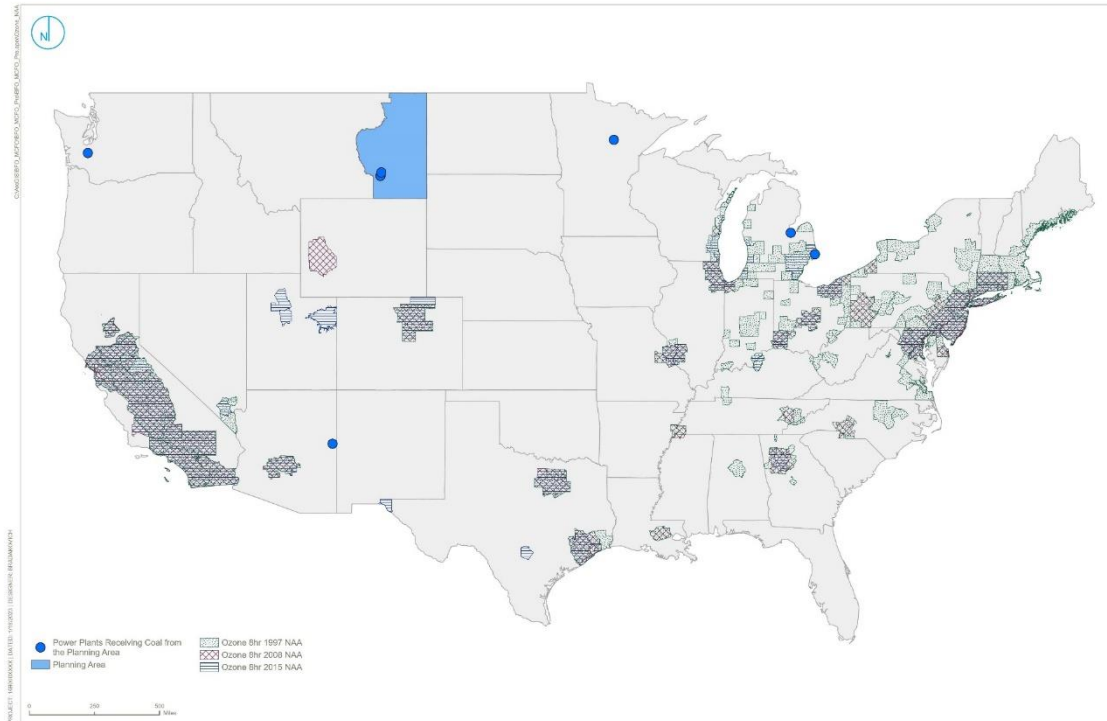 N
Power Plants Receiving Coal from
the Planning Area
Planning Area
Ozone 8hr 1997 NAA
Ozone 8hr 2008 NAA
Ozone 8hr 2015 NAA
0 250 500
Miles